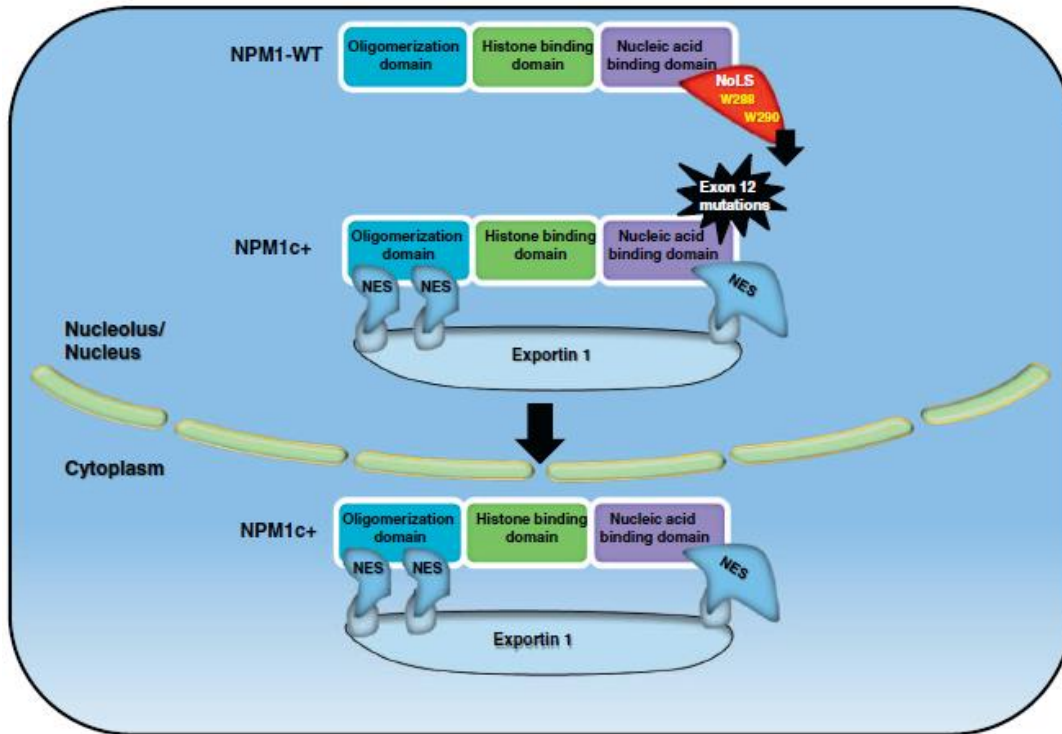 NPM1-WT
Oligomerization
domain
Histone binding
domain
Nucleic acid
binding domain
NoLS
W288
W290
Exon 12
mutations
NPM1c+
Oligomerization
domain
Histone binding
domain
Nucleic acid
binding domain
NES
NES
NES
Exportin 1
Nucleolus/
Nucleus
Cytoplasm
NPM1c+
Oligomerization
domain
Histone binding
domain
Nucleic acid
binding domain
NES
NES
NES
Exportin 1